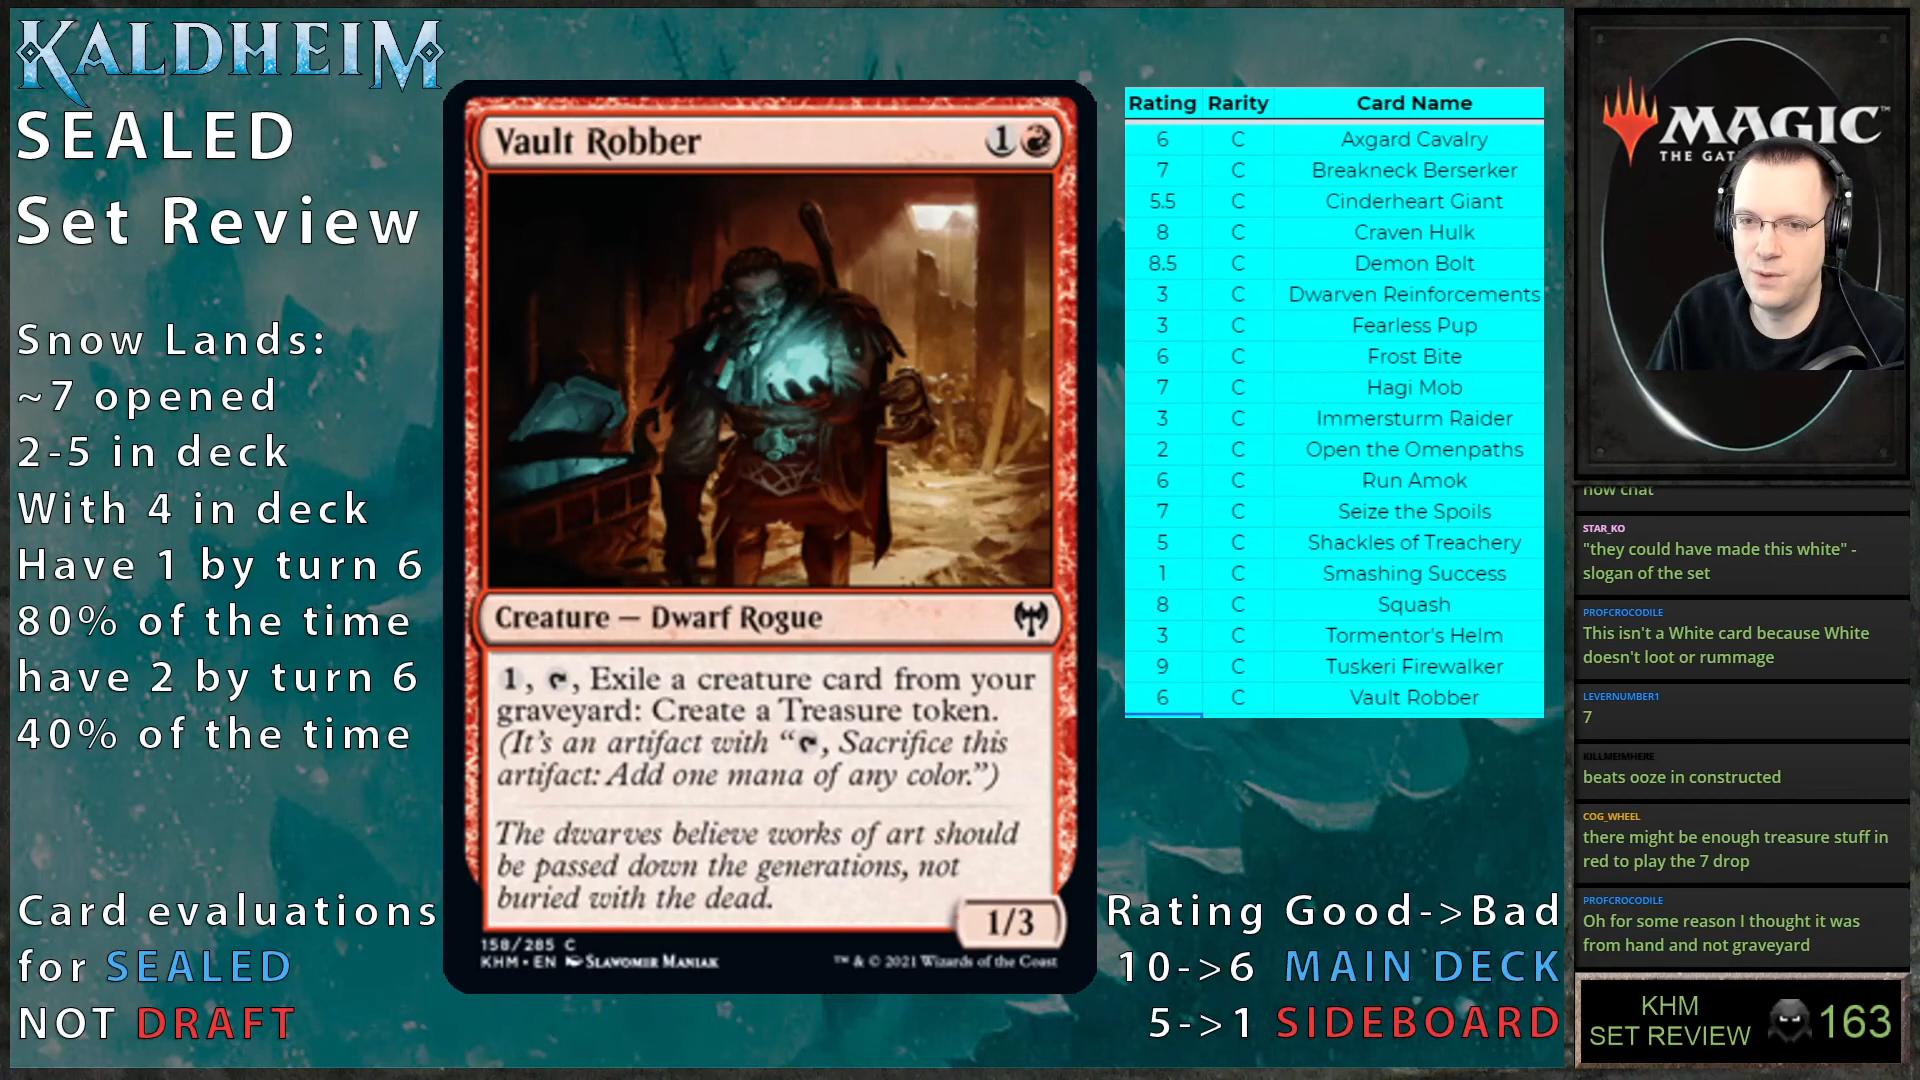 KALDHEIM
SEALED
Set Review
Snow Lands:
~7 opened
2-5 in deck
With 4 in deck
Have 1 by turn 6
80% of the time
have 2 by turn 6
40% of the time
Card evaluations
for SEALED
NOT DRAFT
Vault Robber 1
Creature — Dwarf Rogue
1, , Exile a creature card from your
graveyard: Create a Treasure token.
(It's an artifact with “ , Sacrifice this
artifact: Add one mana of any color.”)
The dwarves believe works of art should
be passed down the generations, not
buried with the dead.
1/3
158/285 C
KHM • EN Slawomir Maniak
™ & © 2021 Wizards of the Coast
Rating Rarity Card Name
6 C Axgard Cavalry
7 C Breakneck Berserker
5.5 C Cinderheart Giant
8 C Craven Hulk
8.5 C Demon Bolt
3 C Dwarven Reinforcements
3 C Fearless Pup
6 C Frost Bite
7 C Hagi Mob
3 C Immersturm Raider
2 C Open the Omenpaths
6 C Run Amok
7 C Seize the Spoils
5 C Shackles of Treachery
1 C Smashing Success
8 C Squash
3 C Tormentor's Helm
9 C Tuskeri Firewalker
6 C Vault Robber
Rating Good->Bad
10->6 MAIN DECK
5->1 SIDEBOARD
MAGIC™
THE GAT
now chat
STAR_KO
"they could have made this white" -
slogan of the set
PROFCROCODILE
This isn't a White card because White
doesn't loot or rummage
LEVERNUMBER1
7
KILLMEIMHERE
beats ooze in constructed
COG_WHEEL
there might be enough treasure stuff in
red to play the 7 drop
PROFCROCODILE
Oh for some reason I thought it was
from hand and not graveyard
KHM
SET REVIEW
163